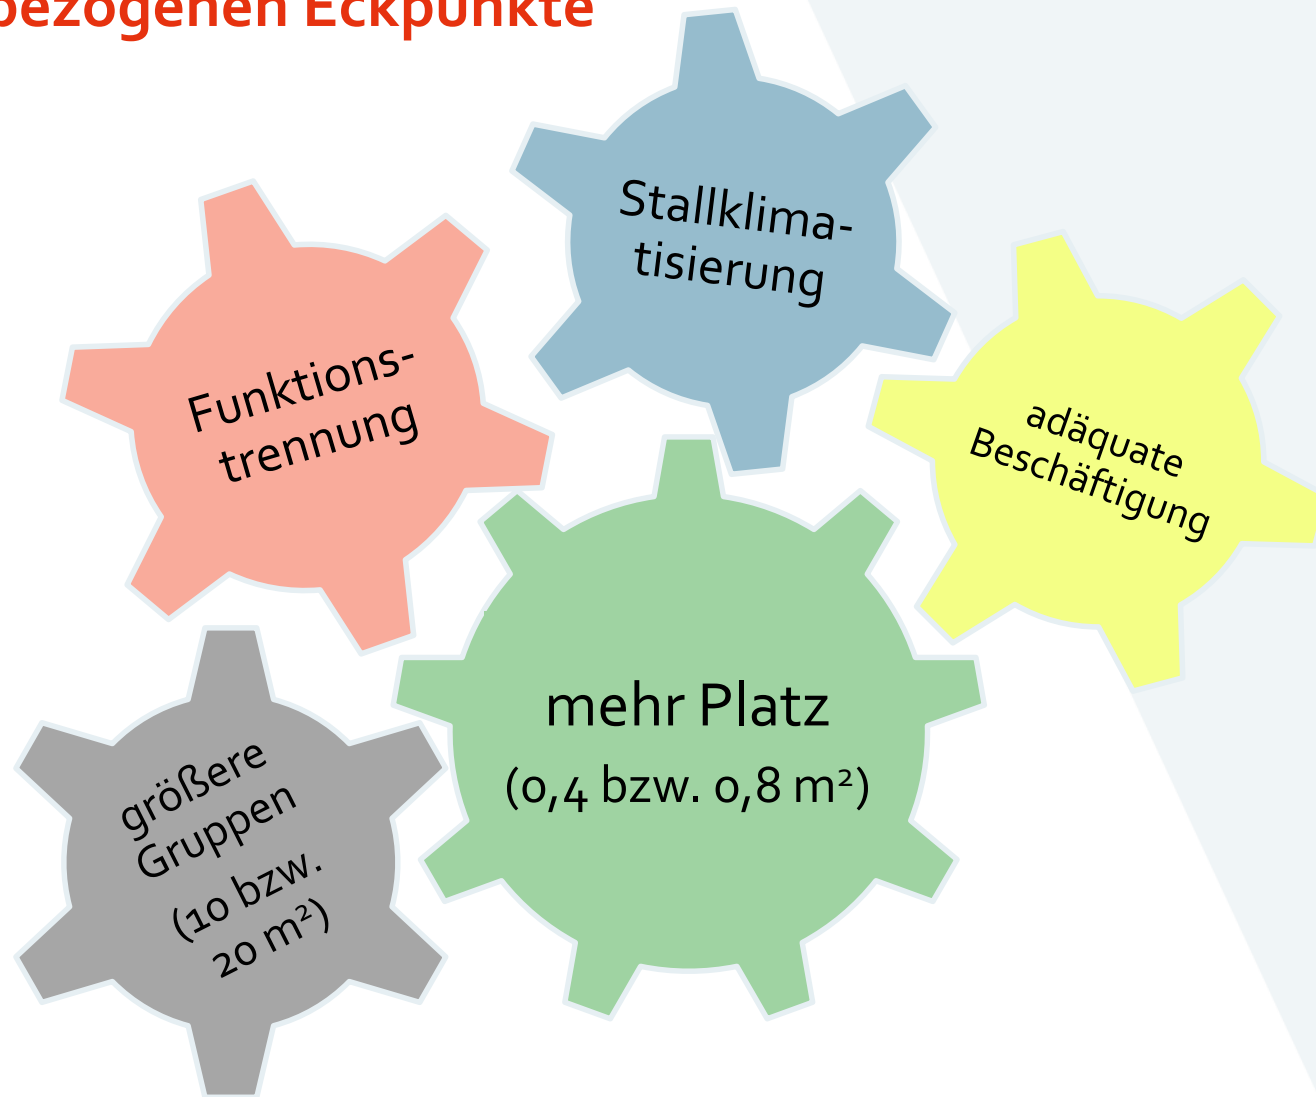 bezogenen Eckpunkte
Stallklima-
tisierung
Funktions-
trennung
adäquate
Beschäftigung
mehr Platz
(0,4 bzw. 0,8 m²)
größere
Gruppen
(10 bzw.
20 m²)